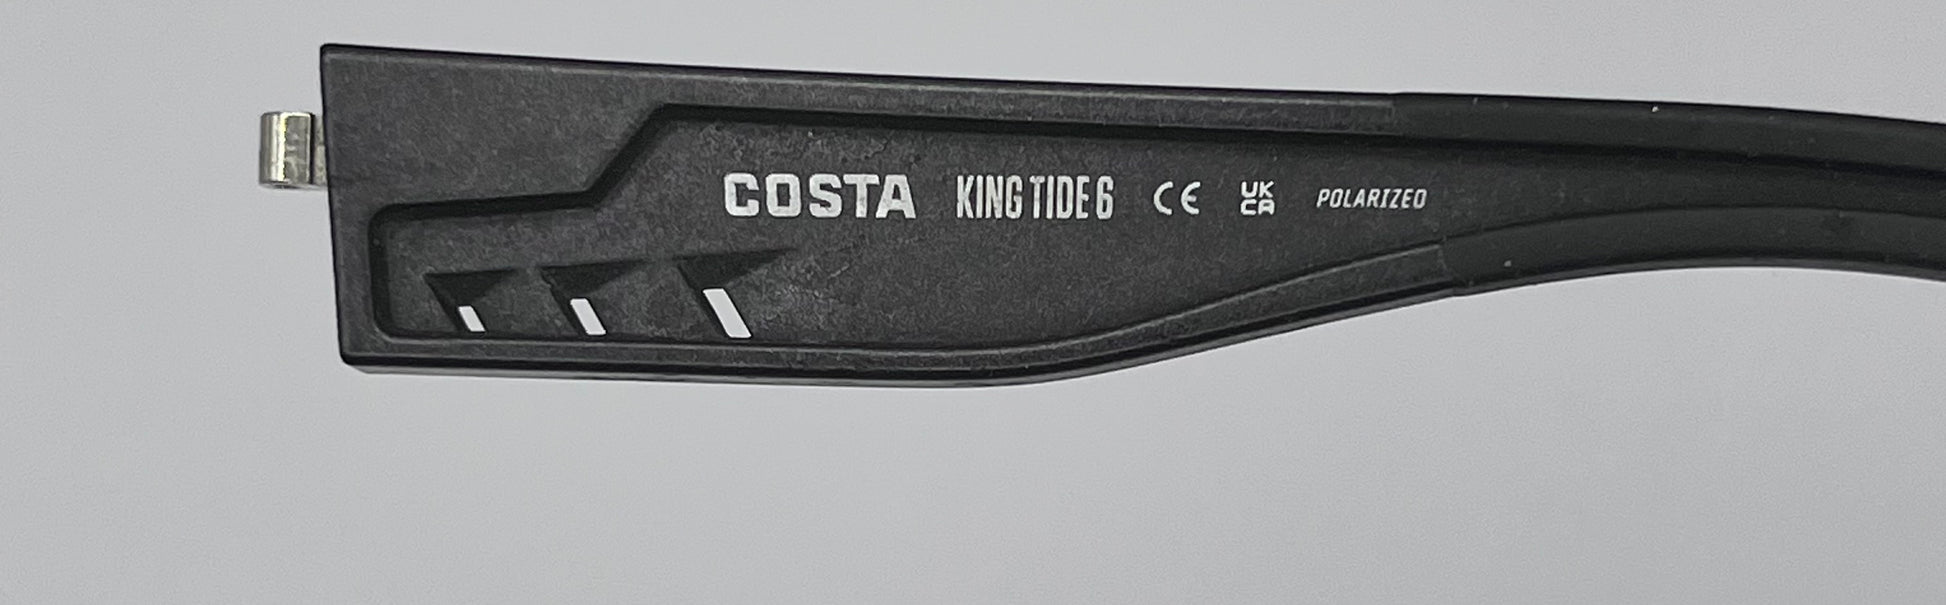 COSTA KING TIDE 6 CE UK CA POLARIZED